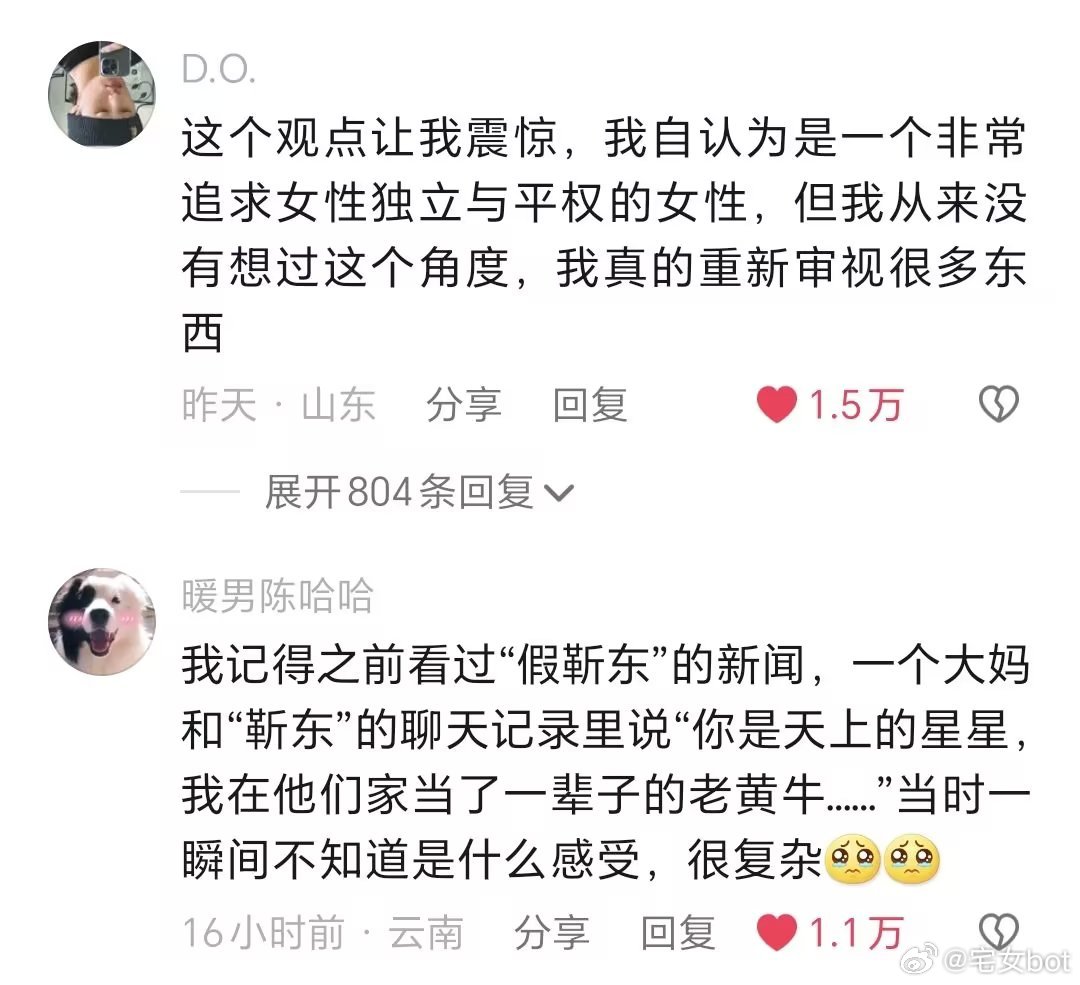 D.O.
这个观点让我震惊，我自认为是一个非常
追求女性独立与平权的女性，但我从来没
有想过这个角度，我真的重新审视很多东
西
昨天 · 山东 分享 回复 1.5万
展开804条回复
暖男陈哈哈
我记得之前看过“假靳东”的新闻，一个大妈
和“靳东”的聊天记录里说“你是天上的星星，
我在他们家当了一辈子的老黄牛......”当时一
瞬间不知道是什么感受，很复杂🥹🥹
16小时前 · 云南 分享 回复 1.1万
@宅女bot